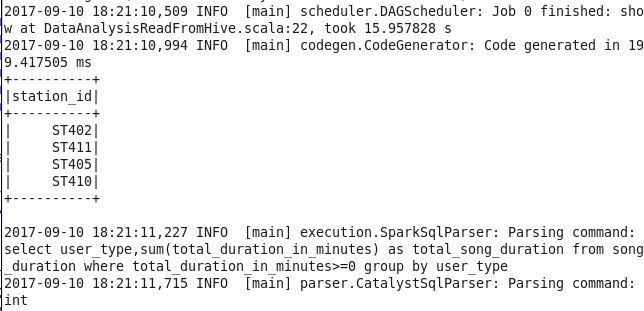 2017-09-10 18:21:10,509 INFO  [main] scheduler.DAGScheduler: Job 0 finished: sho
w at DataAnalysisReadFromHive.scala:22, took 15.957828 s
2017-09-10 18:21:10,994 INFO  [main] codegen.CodeGenerator: Code generated in 19
9.417505 ms
+----------+
|station_id|
+----------+
|     ST402|
|     ST411|
|     ST405|
|     ST410|
+----------+

2017-09-10 18:21:11,227 INFO  [main] execution.SparkSqlParser: Parsing command:
select user_type,sum(total_duration_in_minutes) as total_song_duration from song
_duration where total_duration_in_minutes>=0 group by user_type
2017-09-10 18:21:11,715 INFO  [main] parser.CatalystSqlParser: Parsing command:
int